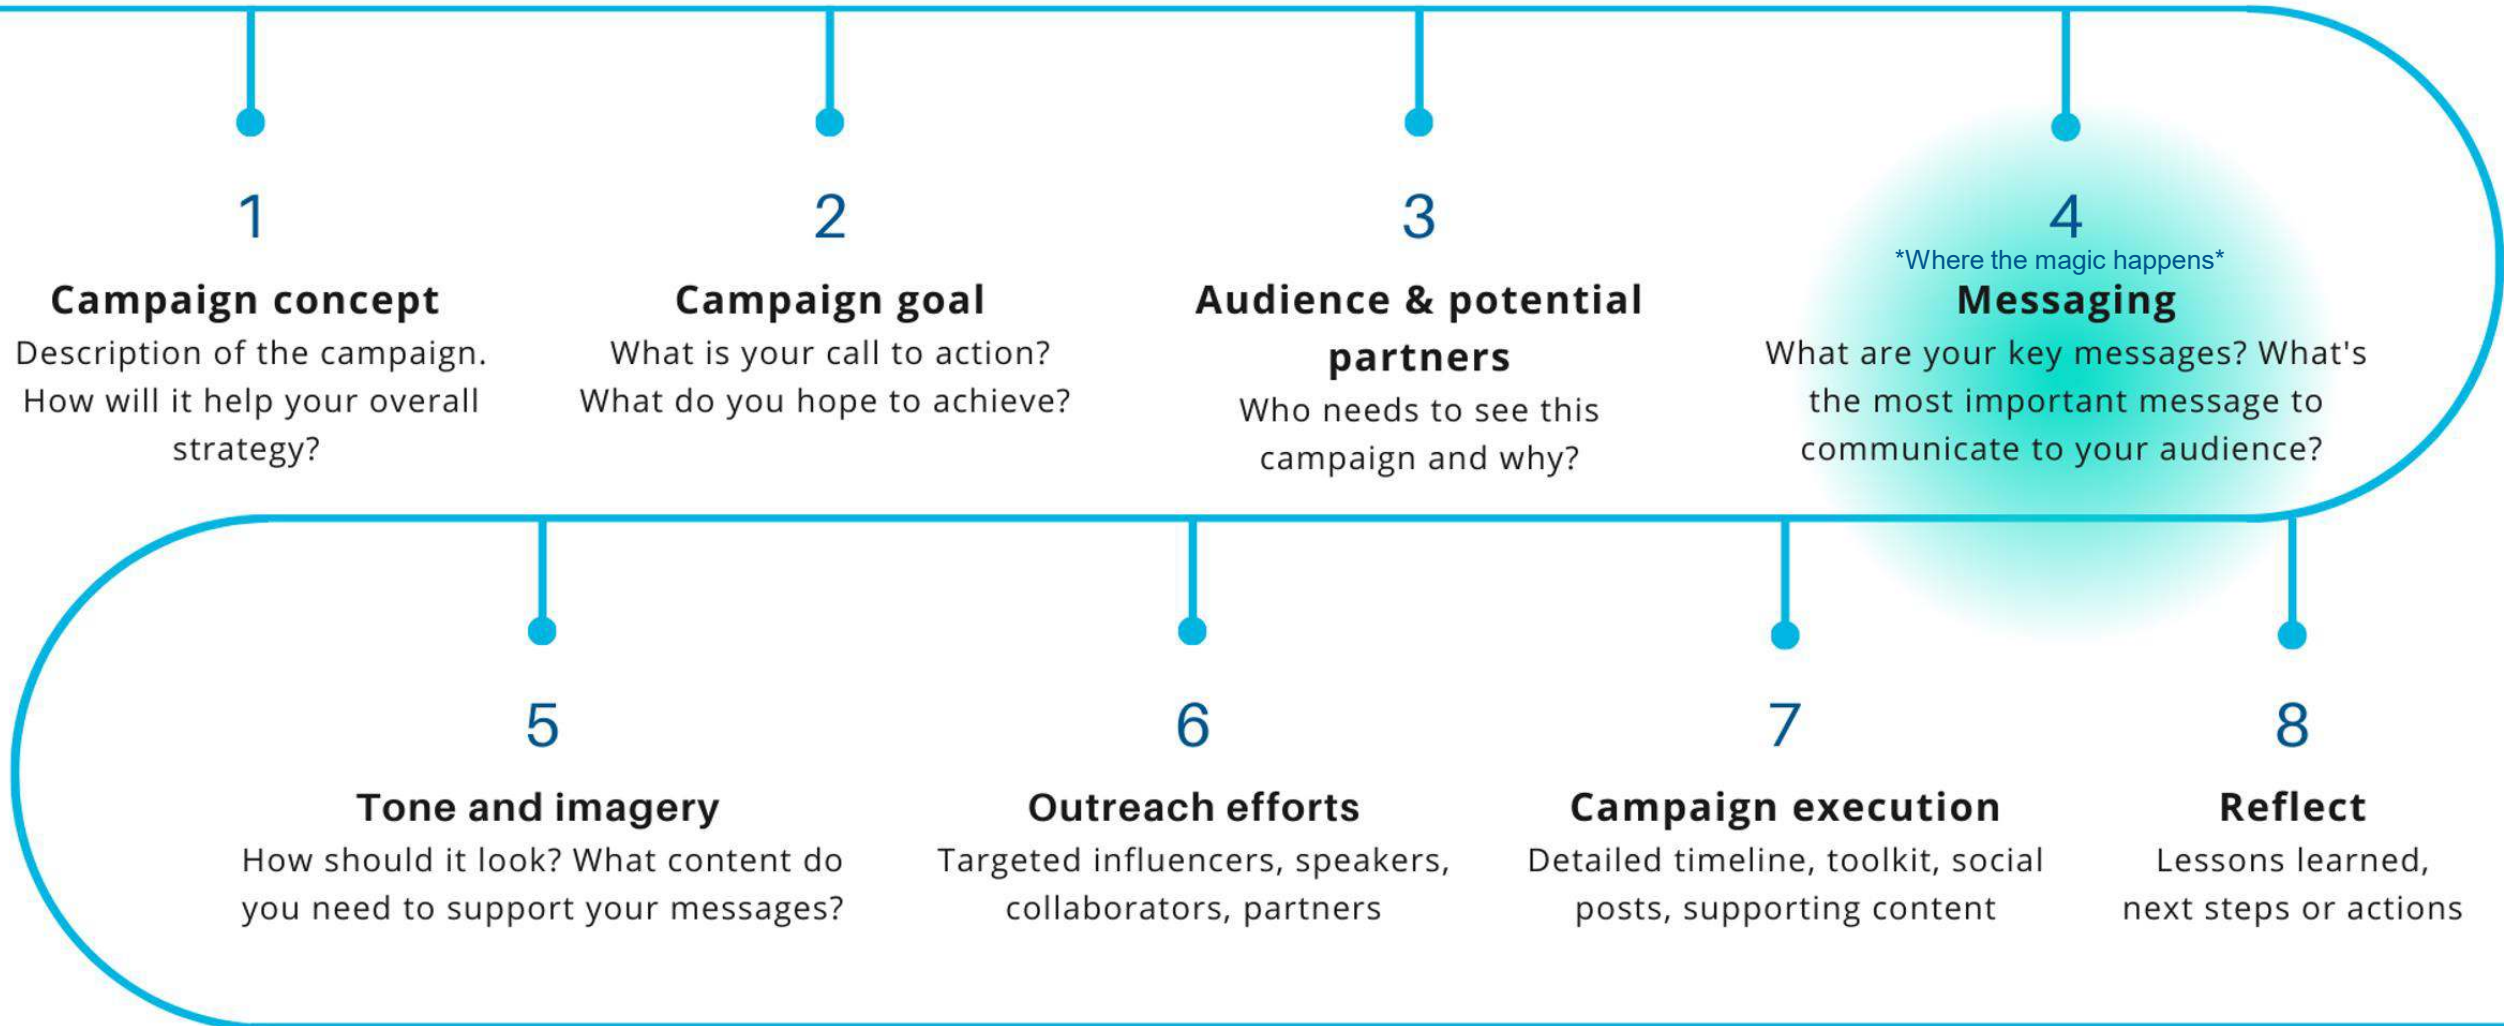 1
Campaign concept
Description of the campaign.
How will it help your overall
strategy?
2
Campaign goal
What is your call to action?
What do you hope to achieve?
3
Audience & potential
partners
Who needs to see this
campaign and why?
4
*Where the magic happens*
Messaging
What are your key messages? What's
the most important message to
communicate to your audience?
5
Tone and imagery
How should it look? What content do
you need to support your messages?
6
Outreach efforts
Targeted influencers, speakers,
collaborators, partners
7
Campaign execution
Detailed timeline, toolkit, social
posts, supporting content
8
Reflect
Lessons learned,
next steps or actions